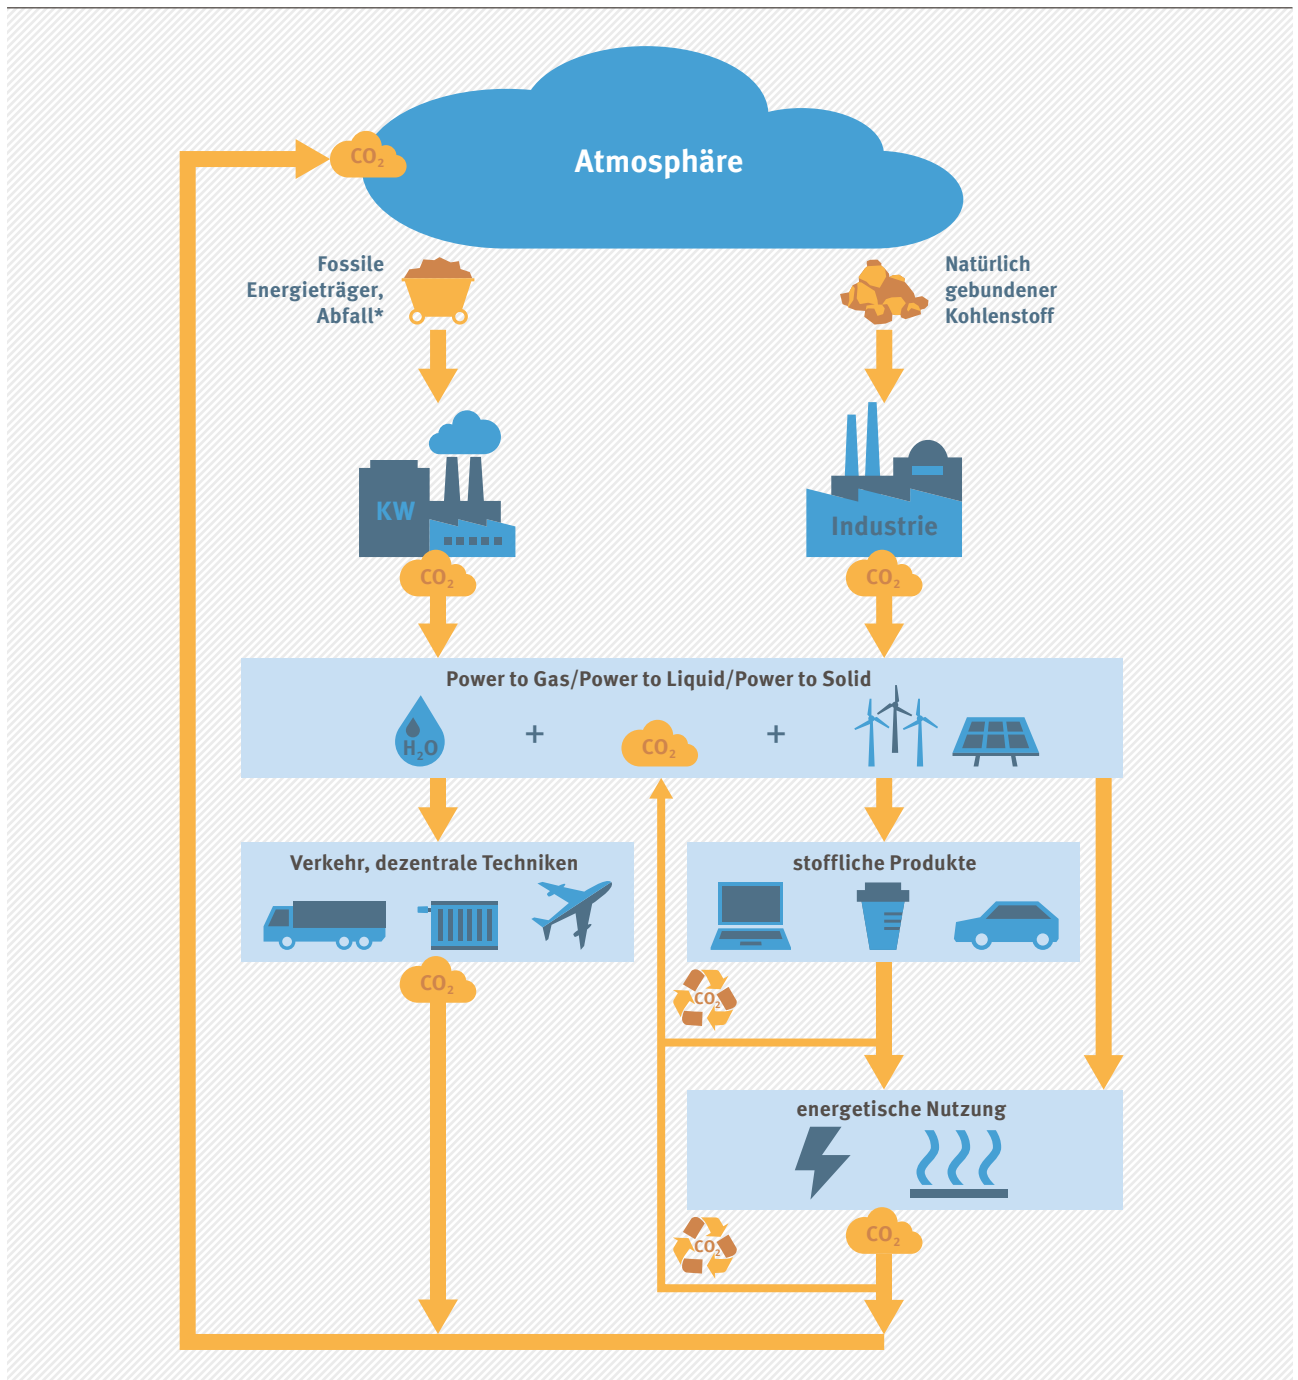 Atmosphäre
CO₂
Fossile
Energieträger,
Abfall*
Natürlich
gebundener
Kohlenstoff
KW
Industrie
CO₂
CO₂
Power to Gas/Power to Liquid/Power to Solid
H₂O
+
CO₂
+
Verkehr, dezentrale Techniken
stoffliche Produkte
CO₂
CO₂
energetische Nutzung
CO₂
CO₂